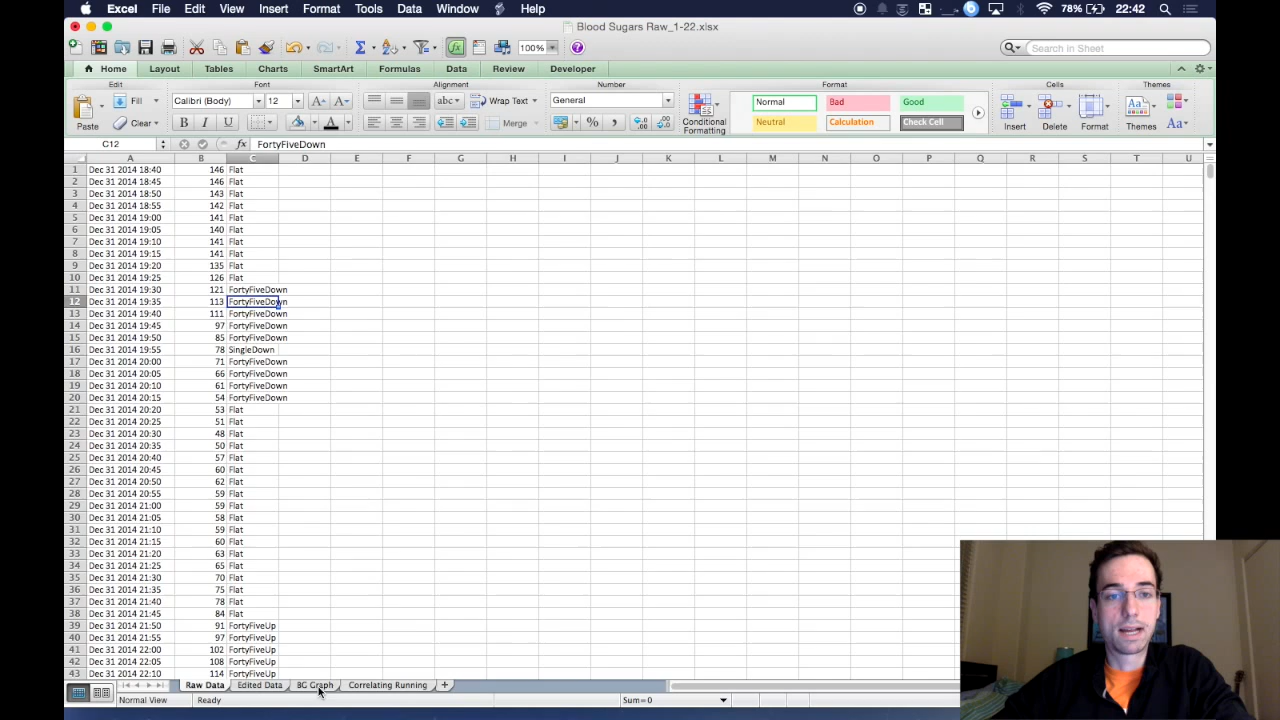 Excel File Edit View Insert Format Tools Data Window Help 78% 22:42
Blood Sugars Raw_1-22.xlsx
100% Search in Sheet
Home Layout Tables Charts SmartArt Formulas Data Review Developer
Edit Font Alignment Number Format Cells Themes
Fill Calibri (Body) 12 A A abc Wrap Text General Normal Bad Good
Paste Clear B I U A Merge % Conditional Formatting Neutral Calculation Check Cell Insert Delete Format Themes Aa
C12 fx FortyFiveDown
A B C D E F G H I J K L M N O P Q R S T U
1 Dec 31 2014 18:40 146 Flat
2 Dec 31 2014 18:45 146 Flat
3 Dec 31 2014 18:50 143 Flat
4 Dec 31 2014 18:55 142 Flat
5 Dec 31 2014 19:00 141 Flat
6 Dec 31 2014 19:05 140 Flat
7 Dec 31 2014 19:10 141 Flat
8 Dec 31 2014 19:15 141 Flat
9 Dec 31 2014 19:20 135 Flat
10 Dec 31 2014 19:25 126 Flat
11 Dec 31 2014 19:30 121 FortyFiveDown
12 Dec 31 2014 19:35 113 FortyFiveDown
13 Dec 31 2014 19:40 111 FortyFiveDown
14 Dec 31 2014 19:45 97 FortyFiveDown
15 Dec 31 2014 19:50 85 FortyFiveDown
16 Dec 31 2014 19:55 78 SingleDown
17 Dec 31 2014 20:00 71 FortyFiveDown
18 Dec 31 2014 20:05 66 FortyFiveDown
19 Dec 31 2014 20:10 61 FortyFiveDown
20 Dec 31 2014 20:15 54 FortyFiveDown
21 Dec 31 2014 20:20 53 Flat
22 Dec 31 2014 20:25 51 Flat
23 Dec 31 2014 20:30 48 Flat
24 Dec 31 2014 20:35 50 Flat
25 Dec 31 2014 20:40 57 Flat
26 Dec 31 2014 20:45 60 Flat
27 Dec 31 2014 20:50 62 Flat
28 Dec 31 2014 20:55 59 Flat
29 Dec 31 2014 21:00 59 Flat
30 Dec 31 2014 21:05 58 Flat
31 Dec 31 2014 21:10 59 Flat
32 Dec 31 2014 21:15 60 Flat
33 Dec 31 2014 21:20 63 Flat
34 Dec 31 2014 21:25 65 Flat
35 Dec 31 2014 21:30 70 Flat
36 Dec 31 2014 21:35 75 Flat
37 Dec 31 2014 21:40 78 Flat
38 Dec 31 2014 21:45 84 Flat
39 Dec 31 2014 21:50 91 FortyFiveUp
40 Dec 31 2014 21:55 97 FortyFiveUp
41 Dec 31 2014 22:00 102 FortyFiveUp
42 Dec 31 2014 22:05 108 FortyFiveUp
43 Dec 31 2014 22:10 114 FortyFiveUp
Raw Data Edited Data BG Graph Correlating Running +
Normal View Ready Sum=0